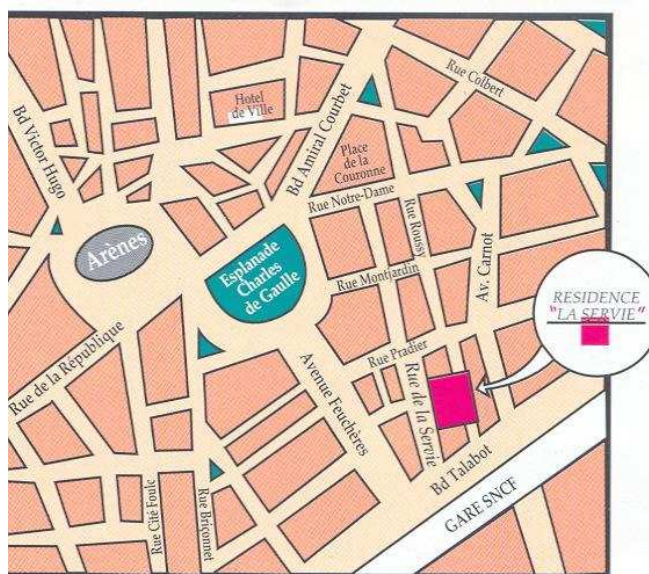 Rue Colbert
Hotel
de Ville
Bd Amiral Courbet
Bd Victor Hugo
Place
de la
Couronne
Rue Notre-Dame
Rue Roussy
Arènes
Esplanade
Charles
de Gaulle
Rue Montjardin
Av. Carnot
RESIDENCE
"LA SERVIE"
Rue de la République
Rue Pradier
Avenue Feuchères
Rue de la Servie
Bd Talabot
GARE SNCF
Rue Cité Foulc
Rue Briçonnet